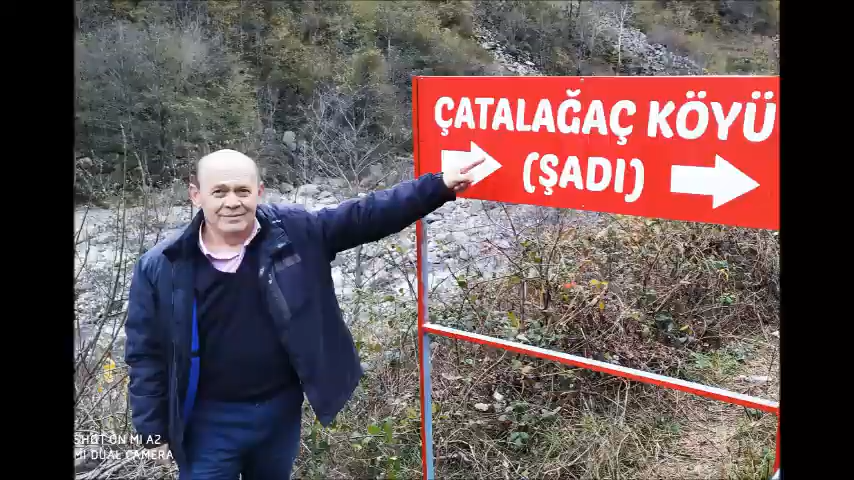 ÇATALAĞAÇ KÖYÜ
(ŞADI)
SHOT ON MI A2
MI DUAL CAMERA